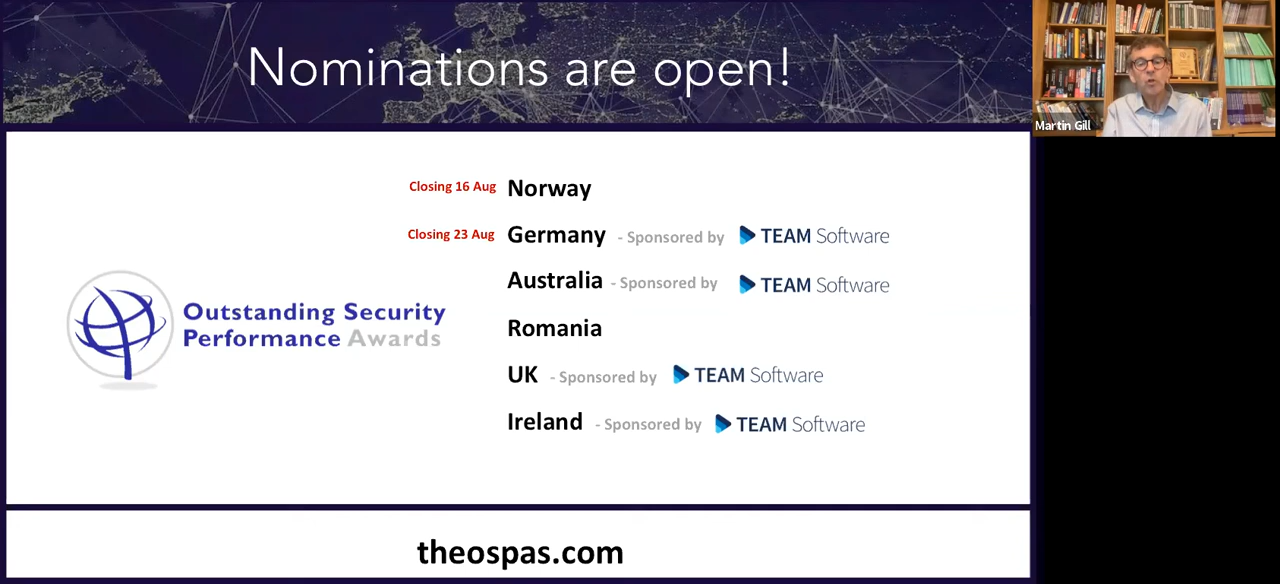 Nominations are open!
Martin Gill
Closing 16 Aug Norway
Closing 23 Aug Germany - Sponsored by TEAM Software
Australia - Sponsored by TEAM Software
Outstanding Security
Performance Awards
Romania
UK - Sponsored by TEAM Software
Ireland - Sponsored by TEAM Software
theospas.com